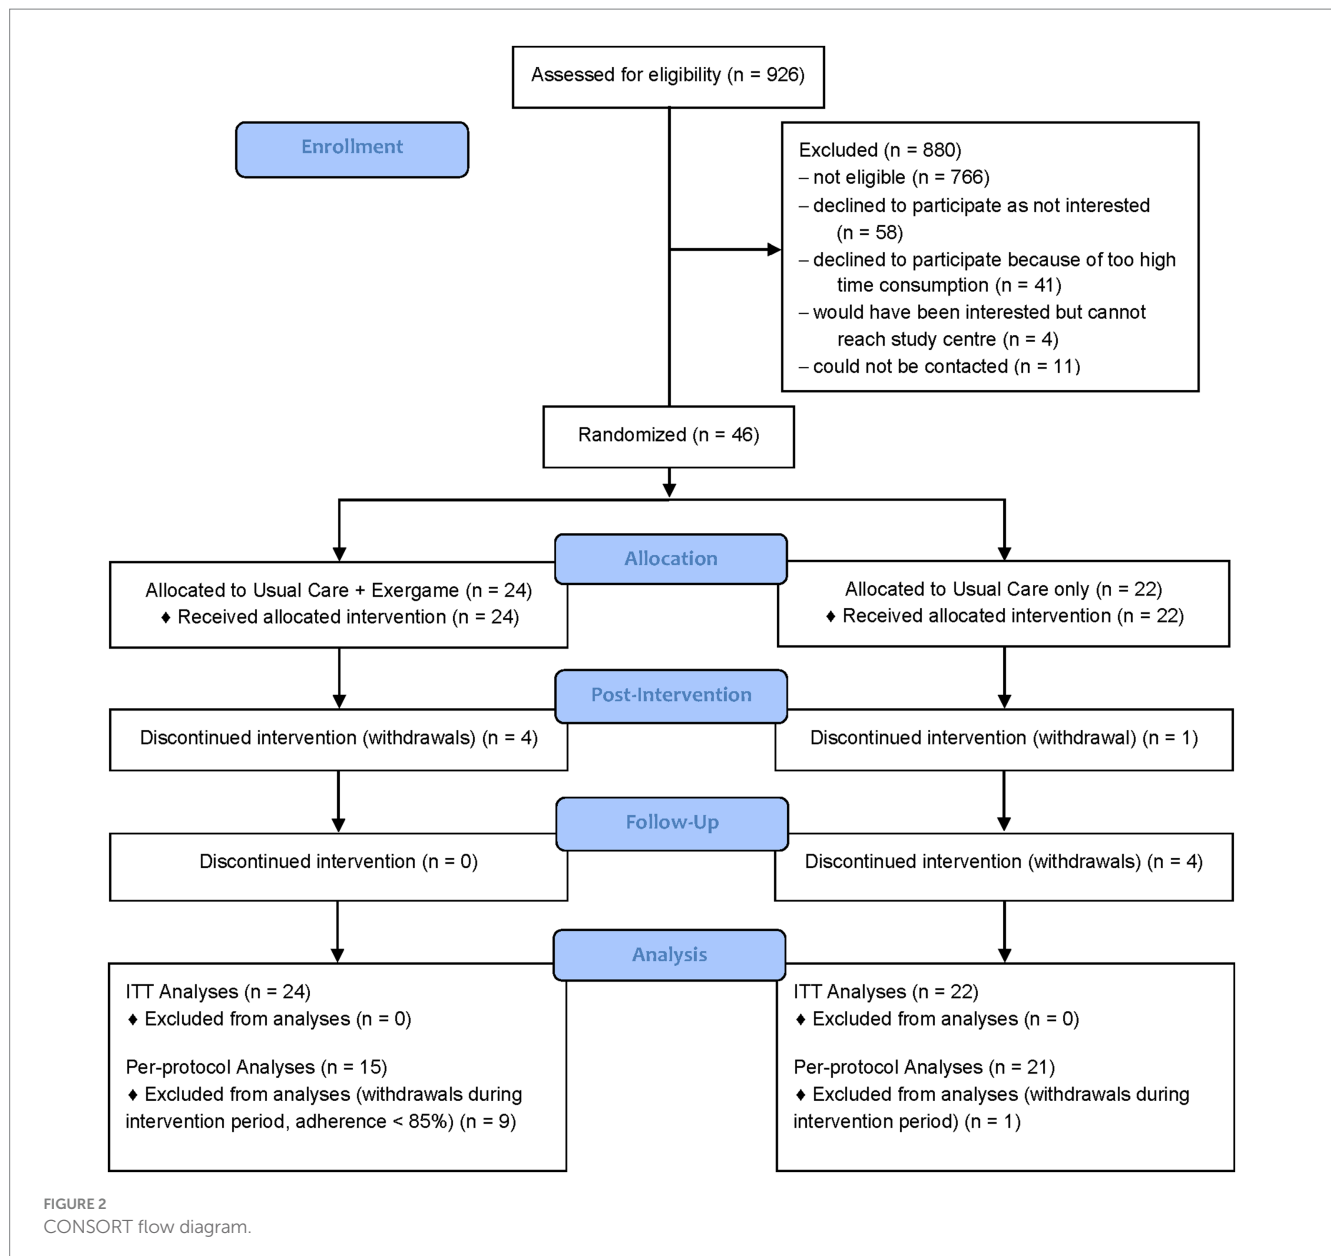 Assessed for eligibility (n = 926)
Enrollment
Excluded (n = 880)
– not eligible (n = 766)
– declined to participate as not interested
(n = 58)
– declined to participate because of too high
time consumption (n = 41)
– would have been interested but cannot
reach study centre (n = 4)
– could not be contacted (n = 11)
Randomized (n = 46)
Allocation
Allocated to Usual Care + Exergame (n = 24)
♦ Received allocated intervention (n = 24)
Allocated to Usual Care only (n = 22)
♦ Received allocated intervention (n = 22)
Post-Intervention
Discontinued intervention (withdrawals) (n = 4)
Discontinued intervention (withdrawal) (n = 1)
Follow-Up
Discontinued intervention (n = 0)
Discontinued intervention (withdrawals) (n = 4)
Analysis
ITT Analyses (n = 24)
♦ Excluded from analyses (n = 0)
Per-protocol Analyses (n = 15)
♦ Excluded from analyses (withdrawals during
intervention period, adherence < 85%) (n = 9)
ITT Analyses (n = 22)
♦ Excluded from analyses (n = 0)
Per-protocol Analyses (n = 21)
♦ Excluded from analyses (withdrawals during
intervention period) (n = 1)
FIGURE 2
CONSORT flow diagram.